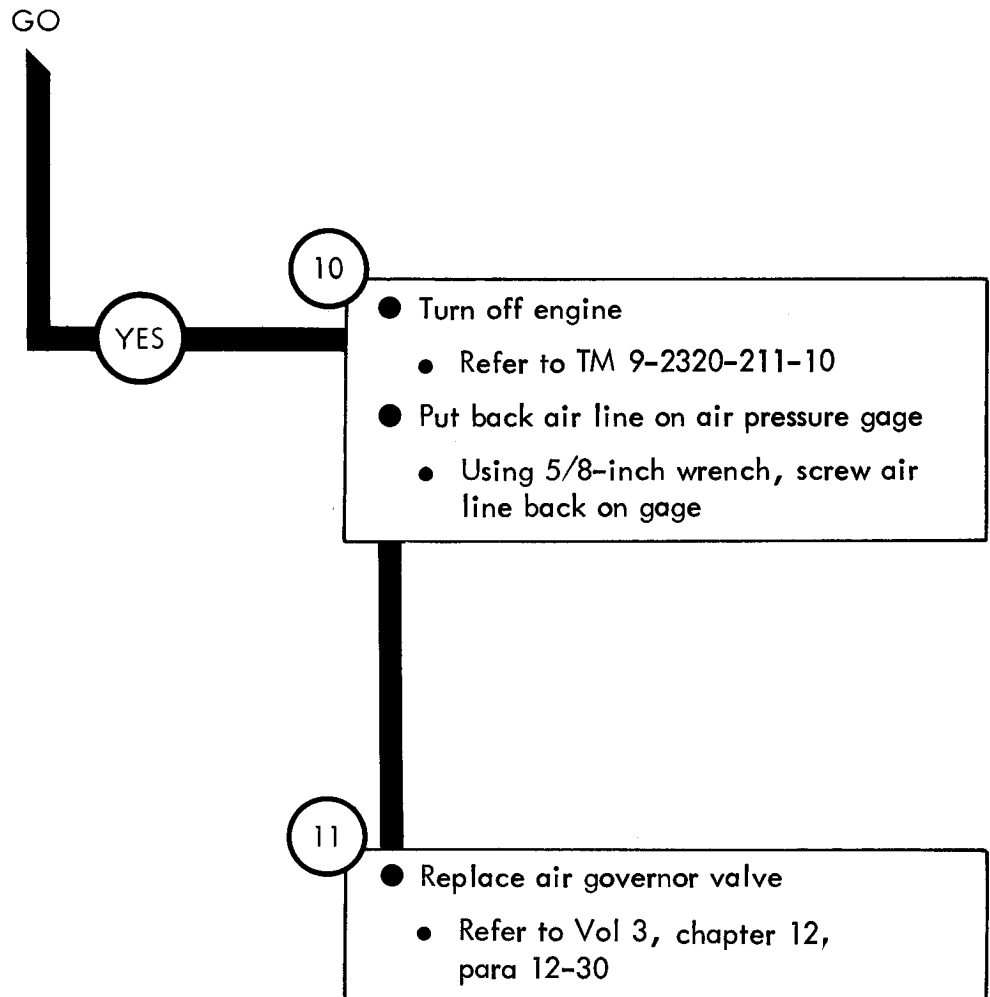 GO
YES
10
● Turn off engine
● Refer to TM 9-2320-211-10
● Put back air line on air pressure gage
● Using 5/8-inch wrench, screw air
line back on gage
11
● Replace air governor valve
● Refer to Vol 3, chapter 12,
para 12-30